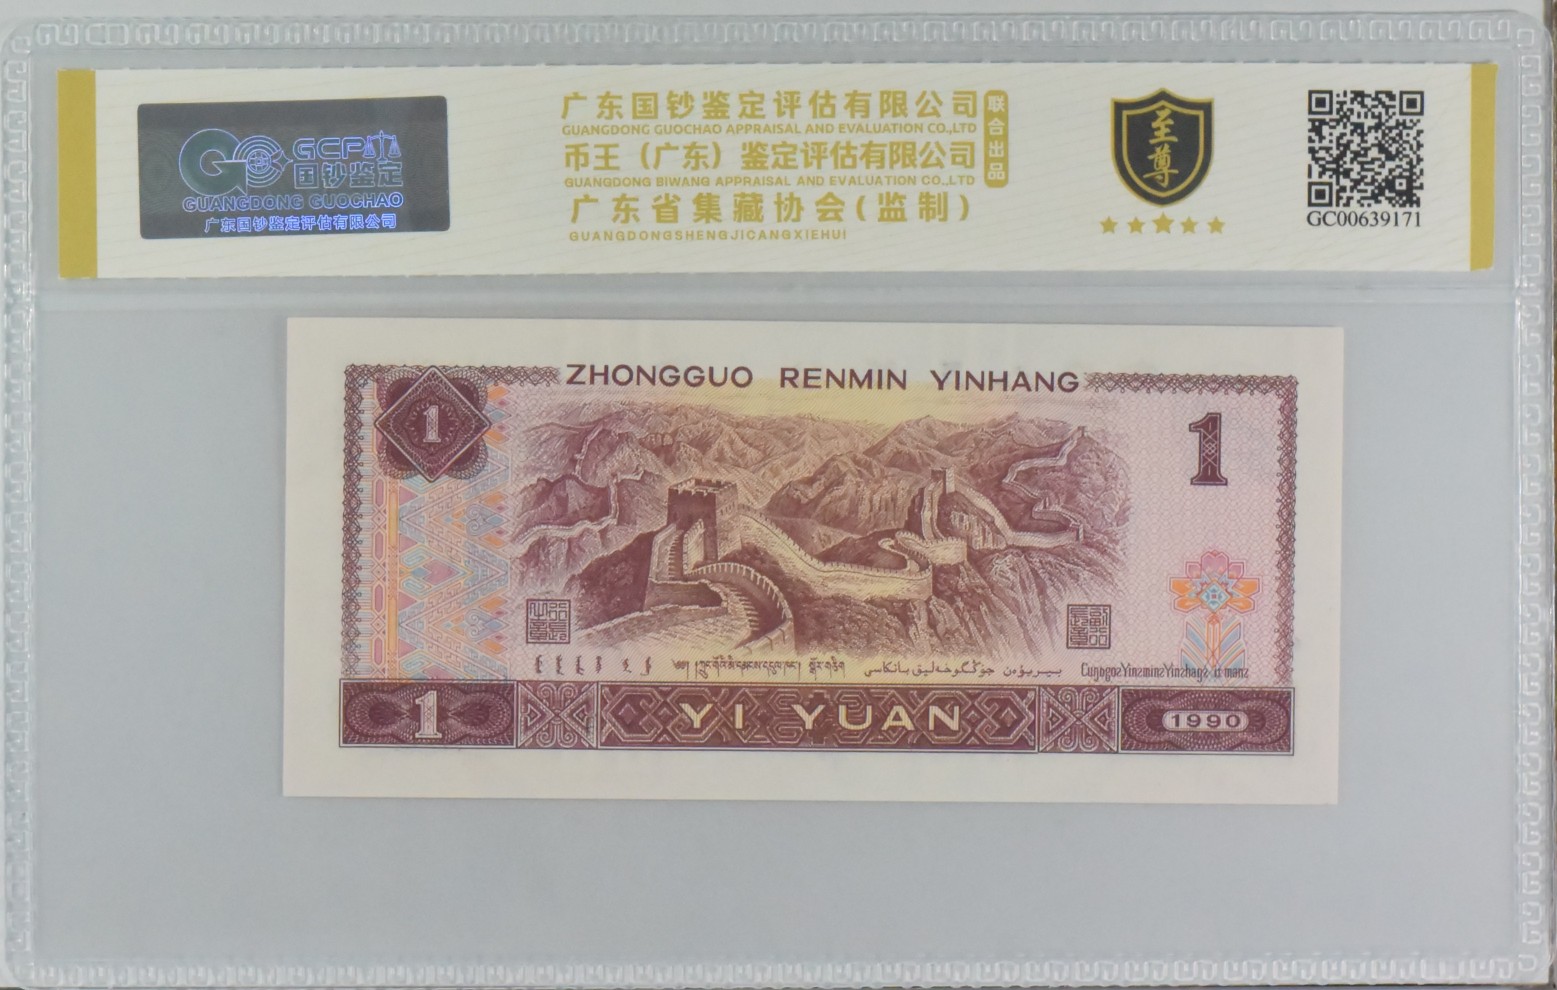 GCP
国钞鉴定
GUANGDONG GUOCHAO
广东国钞鉴定评估有限公司
广东国钞鉴定评估有限公司
GUANGDONG GUOCHAO APPRAISAL AND EVALUATION CO.,LTD
币王（广东）鉴定评估有限公司
GUANGDONG BIWANG APPRAISAL AND EVALUATION CO.,LTD
广东省集藏协会(监制)
GUANGDONGSHENGJICANGXIEHUI
联合出品
至尊
GC00639171
ZHONGGUO RENMIN YINHANG
1
1
1
YI YUAN
1990